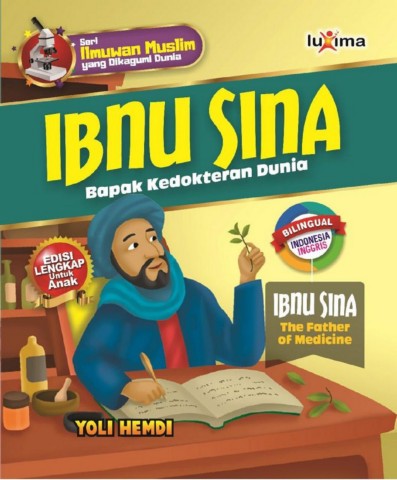 Seri
Ilmuwan Muslim
yang Dikagumi Dunia
luxima
IBNU SINA
Bapak Kedokteran Dunia
BILINGUAL
INDONESIA
INGGRIS
EDISI
LENGKAP
Untuk
Anak
IBNU SINA
The Father
of Medicine
YOLI HEMDI